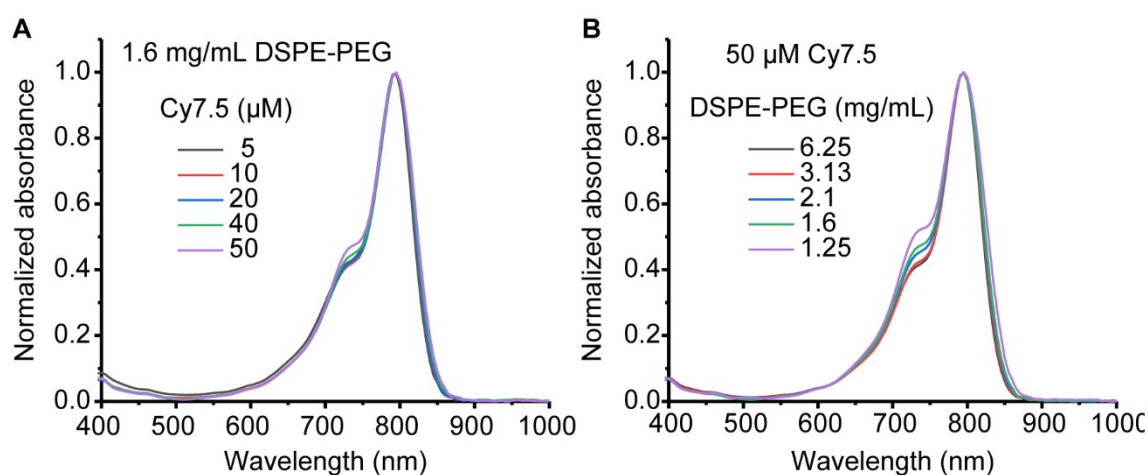 A
1.6 mg/mL DSPE-PEG
Cy7.5 (µM)
5
10
20
40
50
Normalized absorbance
1.0
0.8
0.6
0.4
0.2
0.0
400 500 600 700 800 900 1000
Wavelength (nm)
B
50 µM Cy7.5
DSPE-PEG (mg/mL)
6.25
3.13
2.1
1.6
1.25
Normalized absorbance
1.0
0.8
0.6
0.4
0.2
0.0
400 500 600 700 800 900 100
Wavelength (nm)